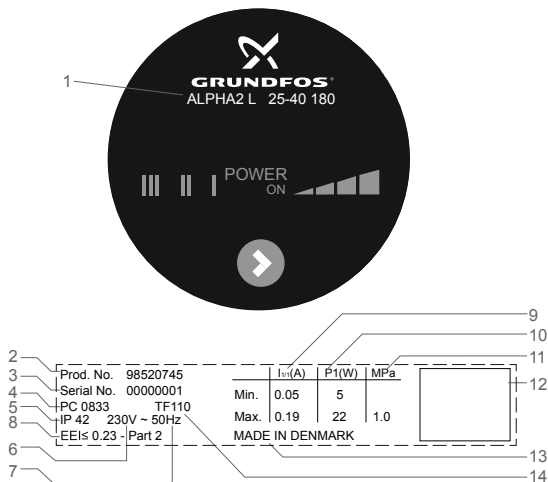 GRUNDFOS
1
ALPHA2 L 25-40 180
III II I POWER
ON
9
10
11
12
2 Prod. No. 98520745
3 Serial No. 00000001
4 PC 0833 TF110
5 IP 42 230V ~ 50Hz
8 EEI≤ 0.23 - Part 2
6
7
I1/1(A) P1(W) MPa
Min. 0.05 5
Max. 0.19 22 1.0
MADE IN DENMARK
13
14